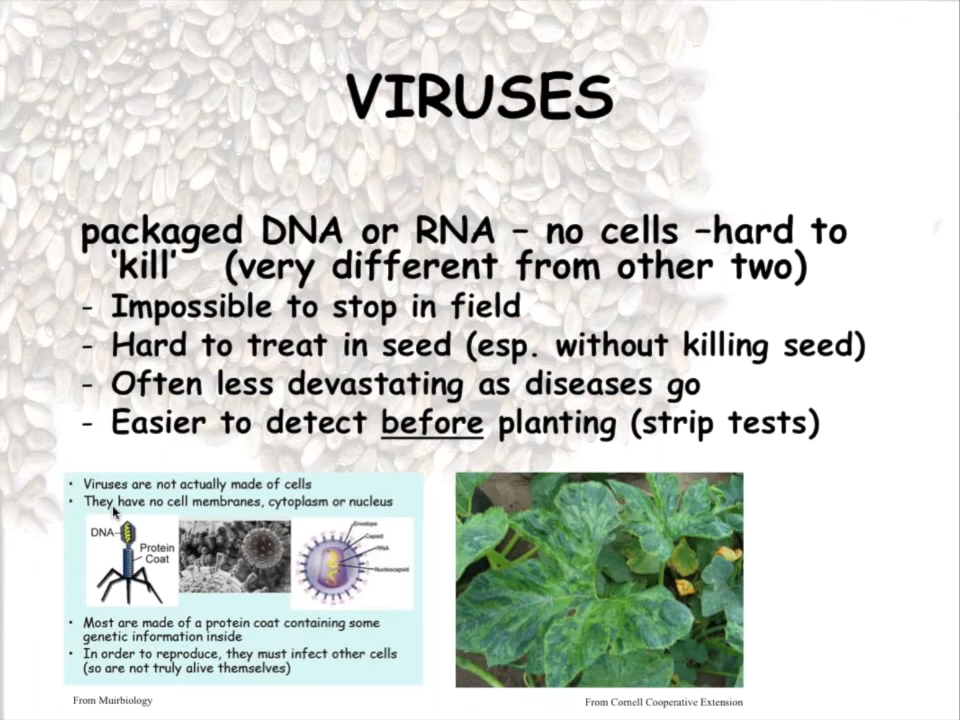 VIRUSES
packaged DNA or RNA – no cells –hard to
‘kill’ (very different from other two)
- Impossible to stop in field
- Hard to treat in seed (esp. without killing seed)
- Often less devastating as diseases go
- Easier to detect before planting (strip tests)
• Viruses are not actually made of cells
• They have no cell membranes, cytoplasm or nucleus
DNA
Protein
Coat
Envelope
Capsid
RNA
Nucleocapsid
• Most are made of a protein coat containing some
genetic information inside
• In order to reproduce, they must infect other cells
(so are not truly alive themselves)
From Muirbiology
From Cornell Cooperative Extension